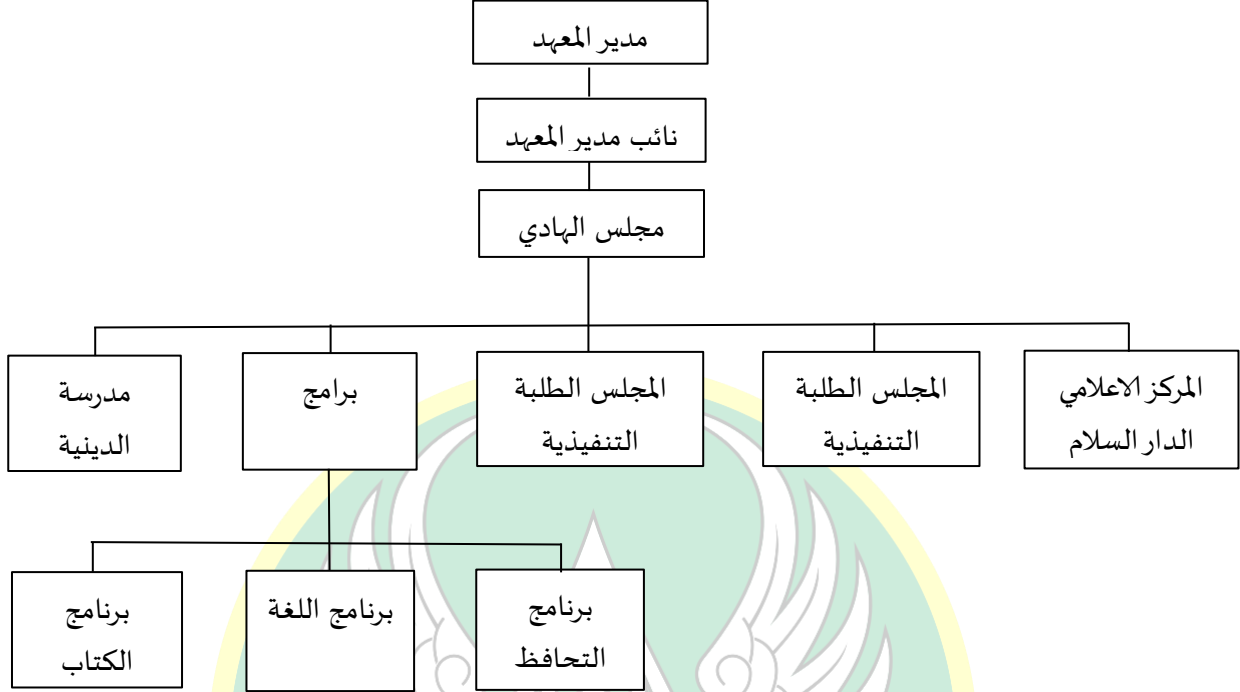 مدير المعهد
نائب مدير المعهد
مجلس الهادي
المركز الاعلامي
الدار السلام
المجلس الطلبة
التنفيذية
المجلس الطلبة
التنفيذية
برامج
مدرسة
الدينية
برنامج
التحافظ
برنامج اللغة
برنامج
الكتاب